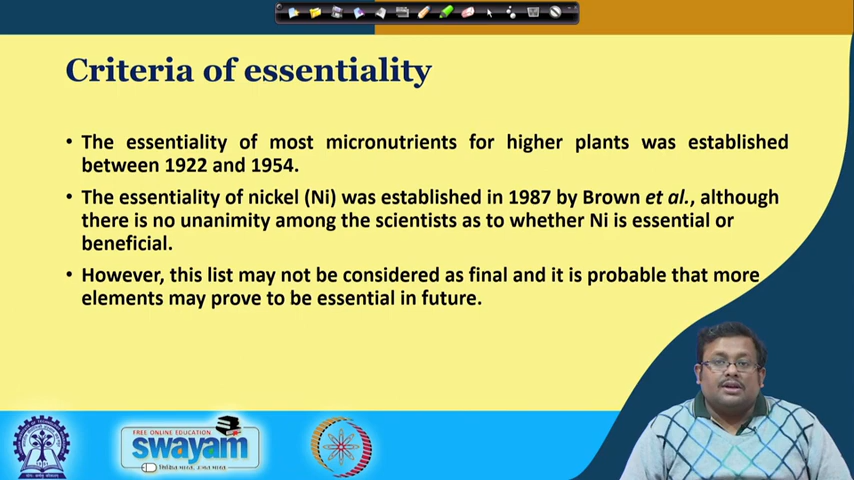 Criteria of essentiality
• The essentiality of most micronutrients for higher plants was established
between 1922 and 1954.
• The essentiality of nickel (Ni) was established in 1987 by Brown et al., although
there is no unanimity among the scientists as to whether Ni is essential or
beneficial.
• However, this list may not be considered as final and it is probable that more
elements may prove to be essential in future.
FREE ONLINE EDUCATION
swayam